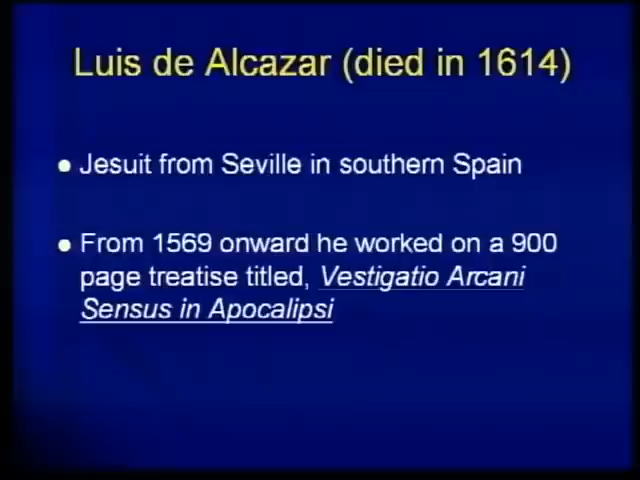 Luis de Alcazar (died in 1614)
● Jesuit from Seville in southern Spain
● From 1569 onward he worked on a 900
page treatise titled, Vestigatio Arcani
Sensus in Apocalipsi